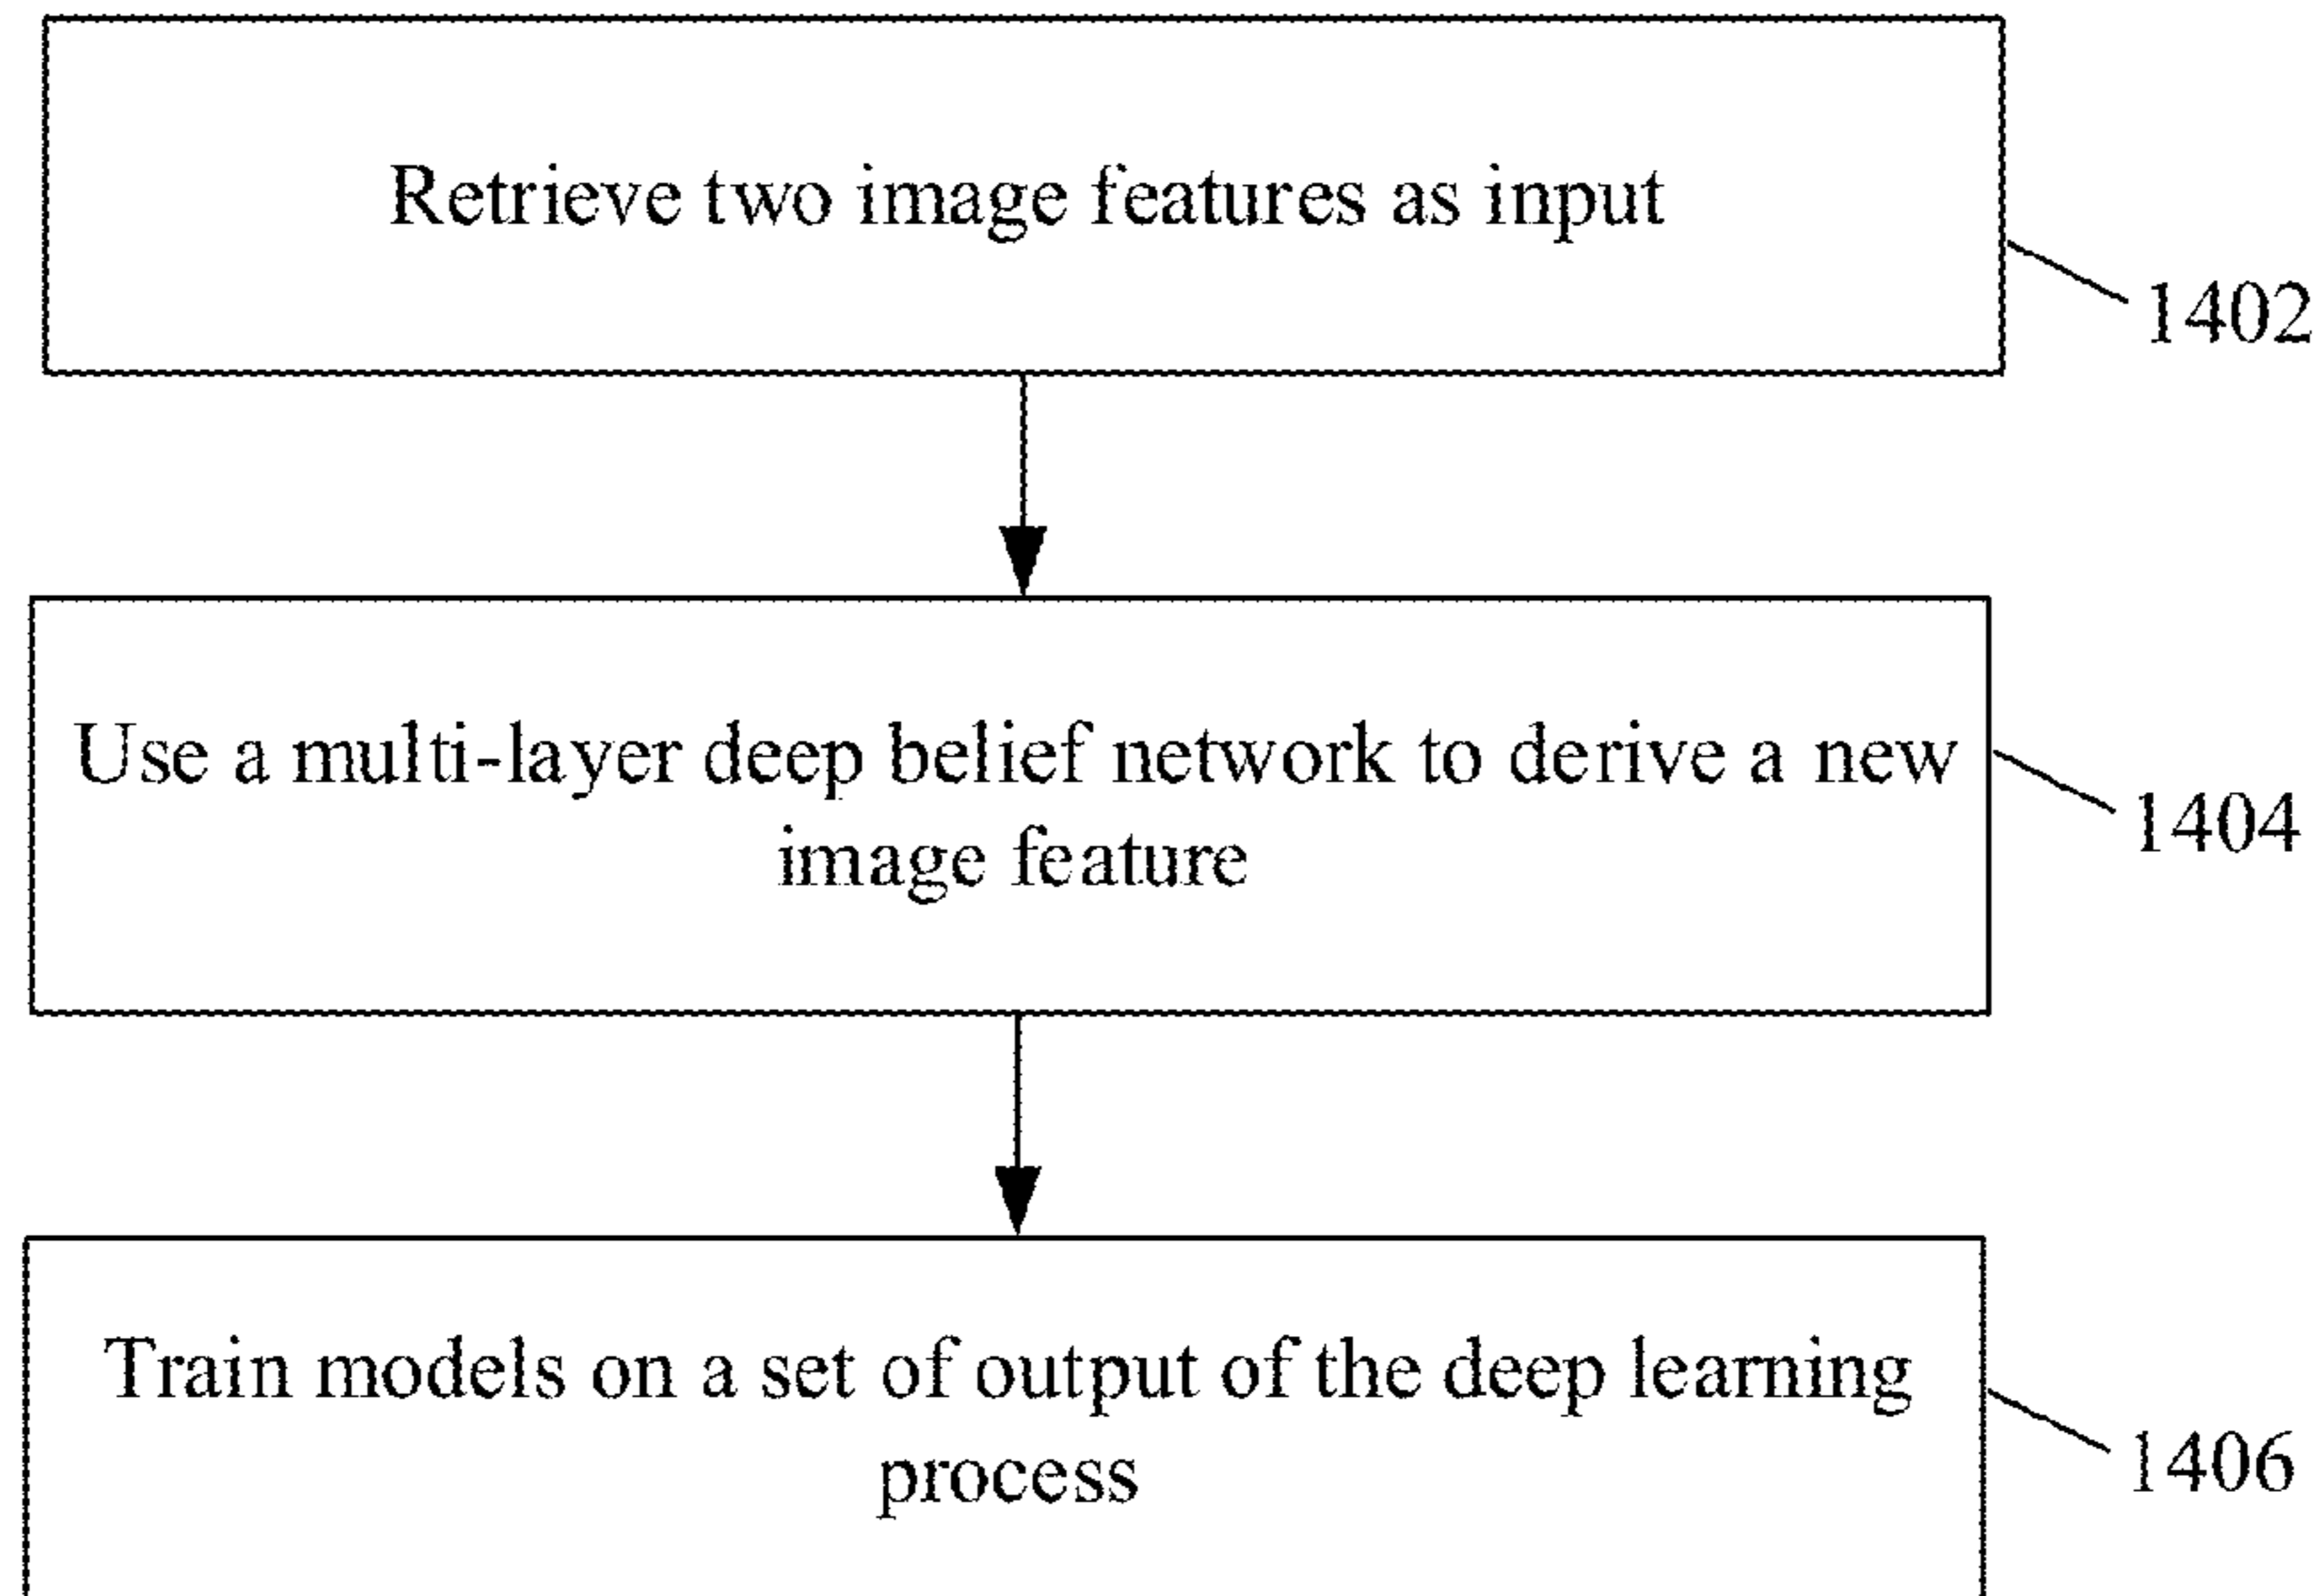 Retrieve two image features as input
1402
Use a multi-layer deep belief network to derive a new
image feature
1404
Train models on a set of output of the deep learning
process
1406